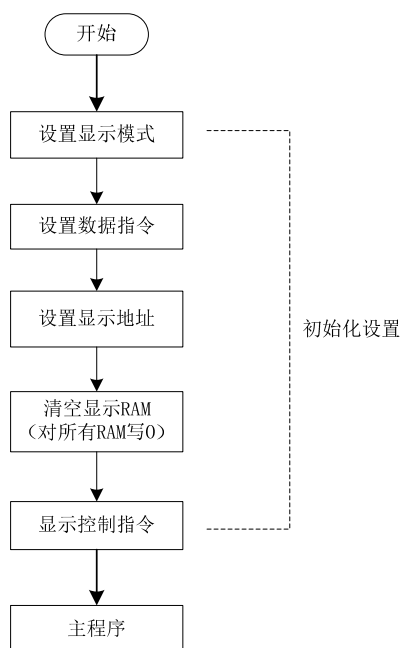 开始
设置显示模式
设置数据指令
设置显示地址
初始化设置
清空显示RAM
（对所有RAM写0）
显示控制指令
主程序